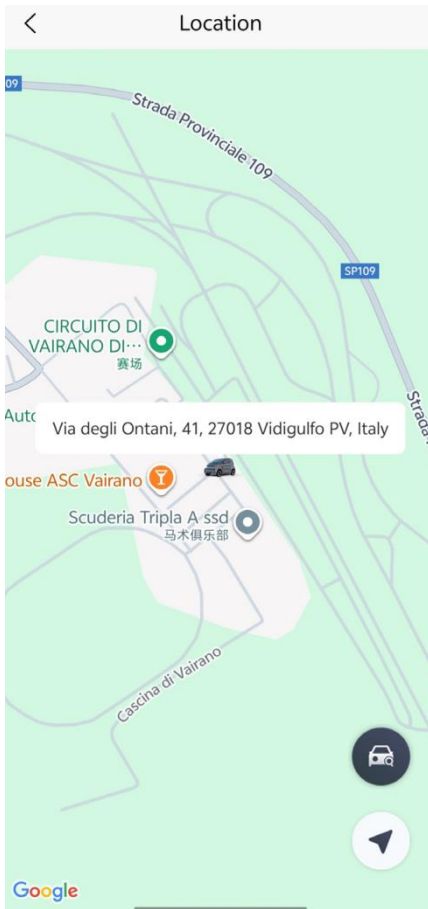 Location
09
Strada Provinciale 109
SP109
CIRCUITO DI
VAIRANO DI···
赛场
Strada
Auto
Via degli Ontani, 41, 27018 Vidigulfo PV, Italy
ouse ASC Vairano
Scuderia Tripla A ssd
马术俱乐部
Cascina di Vairano
Google